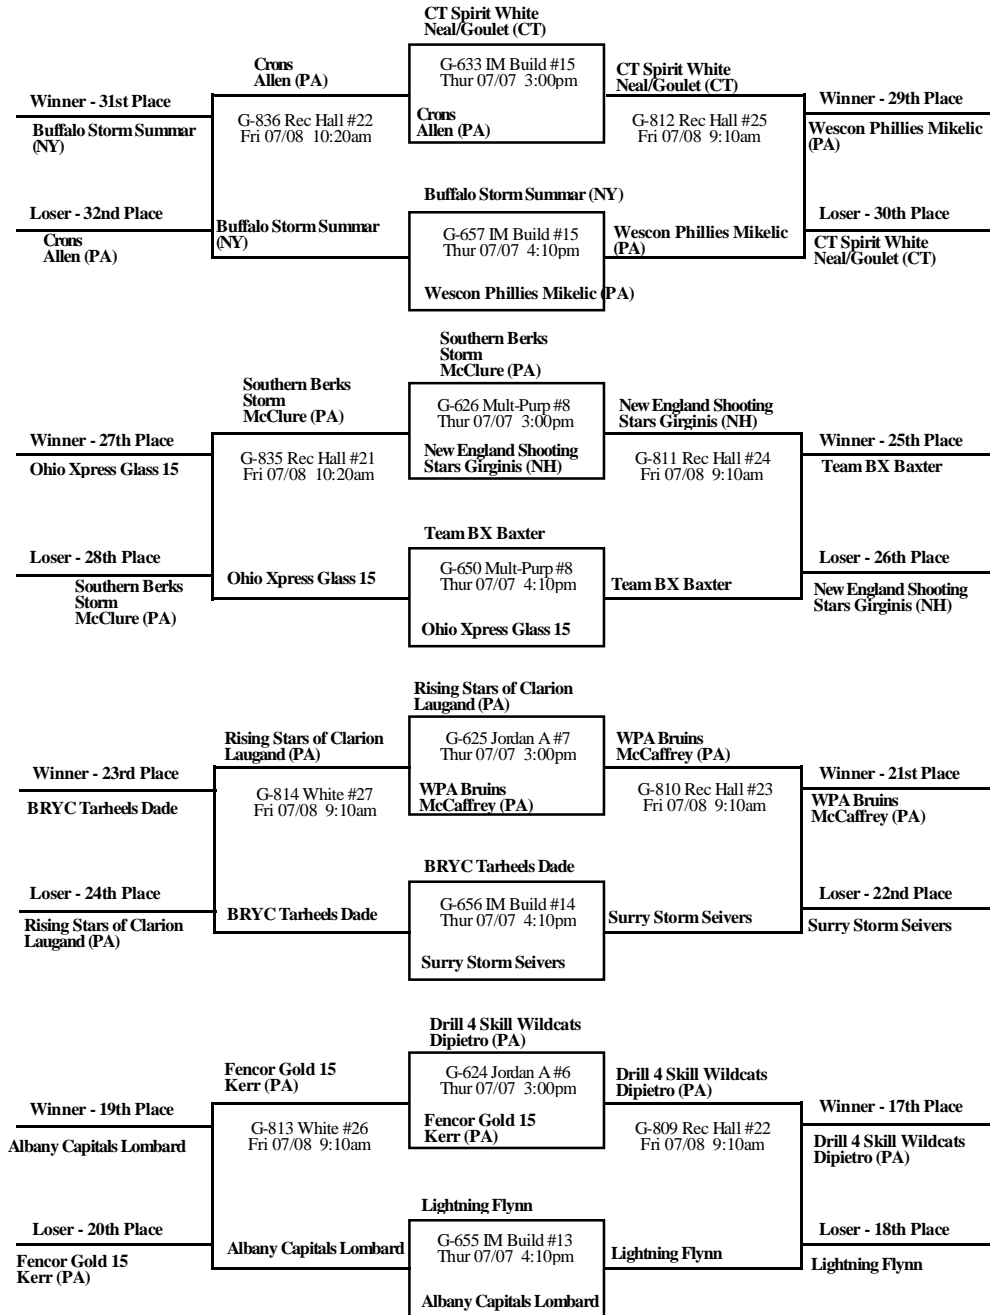 CT Spirit White
Neal/Goulet (CT)
Crons
Allen (PA)
G-633 IM Build #15
Thur 07/07 3:00pm
CT Spirit White
Neal/Goulet (CT)
Winner - 31st Place
Winner - 29th Place
Crons
Allen (PA)
G-836 Rec Hall #22
Fri 07/08 10:20am
G-812 Rec Hall #25
Fri 07/08 9:10am
Buffalo Storm Summar
(NY)
Wescon Phillies Mikelic
(PA)
Buffalo Storm Summar (NY)
Loser - 32nd Place
Loser - 30th Place
Buffalo Storm Summar
(NY)
G-657 IM Build #15
Thur 07/07 4:10pm
Wescon Phillies Mikelic
(PA)
Crons
Allen (PA)
CT Spirit White
Neal/Goulet (CT)
Wescon Phillies Mikelic (PA)
Southern Berks
Storm
McClure (PA)
Southern Berks
Storm
McClure (PA)
G-626 Mult-Purp #8
Thur 07/07 3:00pm
New England Shooting
Stars Girginis (NH)
Winner - 27th Place
Winner - 25th Place
New England Shooting
Stars Girginis (NH)
Ohio Xpress Glass 15
G-835 Rec Hall #21
Fri 07/08 10:20am
G-811 Rec Hall #24
Fri 07/08 9:10am
Team BX Baxter
Team BX Baxter
Loser - 28th Place
Loser - 26th Place
Ohio Xpress Glass 15
G-650 Mult-Purp #8
Thur 07/07 4:10pm
Team BX Baxter
Southern Berks
Storm
McClure (PA)
New England Shooting
Stars Girginis (NH)
Ohio Xpress Glass 15
Rising Stars of Clarion
Laugand (PA)
Rising Stars of Clarion
Laugand (PA)
G-625 Jordan A #7
Thur 07/07 3:00pm
WPA Bruins
McCaffrey (PA)
Winner - 23rd Place
Winner - 21st Place
G-814 White #27
Fri 07/08 9:10am
WPA Bruins
McCaffrey (PA)
G-810 Rec Hall #23
Fri 07/08 9:10am
BRYC Tarheels Dade
WPA Bruins
McCaffrey (PA)
BRYC Tarheels Dade
Loser - 24th Place
Loser - 22nd Place
BRYC Tarheels Dade
G-656 IM Build #14
Thur 07/07 4:10pm
Surry Storm Seivers
Rising Stars of Clarion
Laugand (PA)
Surry Storm Seivers
Surry Storm Seivers
Drill 4 Skill Wildcats
Dipietro (PA)
Fencor Gold 15
Kerr (PA)
G-624 Jordan A #6
Thur 07/07 3:00pm
Drill 4 Skill Wildcats
Dipietro (PA)
Winner - 19th Place
Winner - 17th Place
Fencor Gold 15
Kerr (PA)
G-813 White #26
Fri 07/08 9:10am
G-809 Rec Hall #22
Fri 07/08 9:10am
Albany Capitals Lombard
Drill 4 Skill Wildcats
Dipietro (PA)
Lightning Flynn
Loser - 20th Place
Loser - 18th Place
Albany Capitals Lombard
G-655 IM Build #13
Thur 07/07 4:10pm
Lightning Flynn
Fencor Gold 15
Kerr (PA)
Lightning Flynn
Albany Capitals Lombard